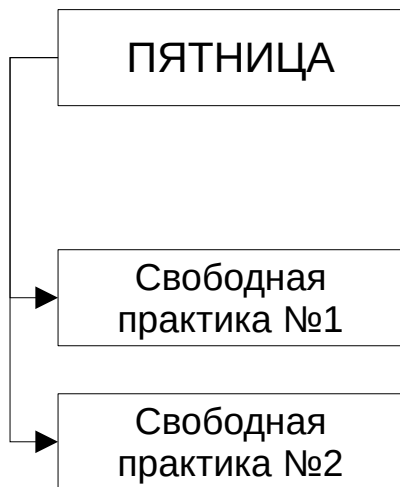 ПЯТНИЦА
Свободная
практика №1
Свободная
практика №2